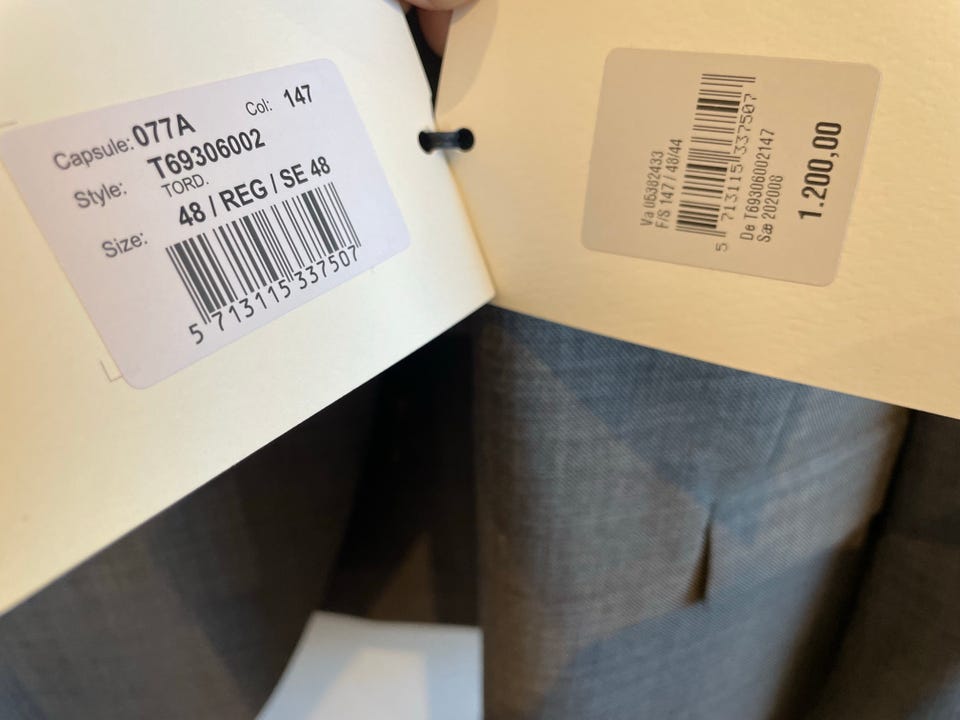 Capsule: 077A Col: 147
Style: T69306002
TORD.
Size: 48 / REG / SE 48
5 713115 337507
Va 06382433
F/S 147 / 48/44
5 713115 337507
De T69306002147
Sæ 202008
1.200,00